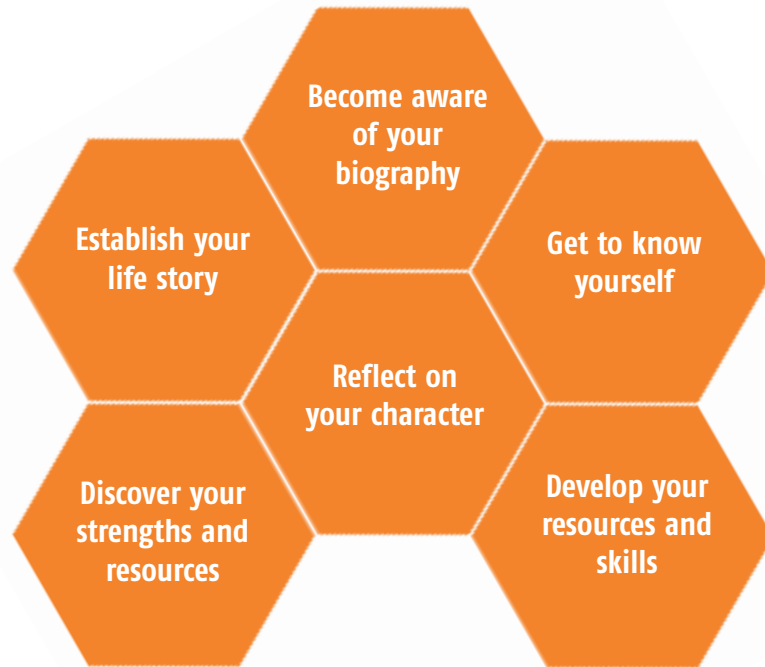 Become aware
of your
biography
Establish your
life story
Get to know
yourself
Reflect on
your character
Discover your
strengths and
resources
Develop your
resources and
skills